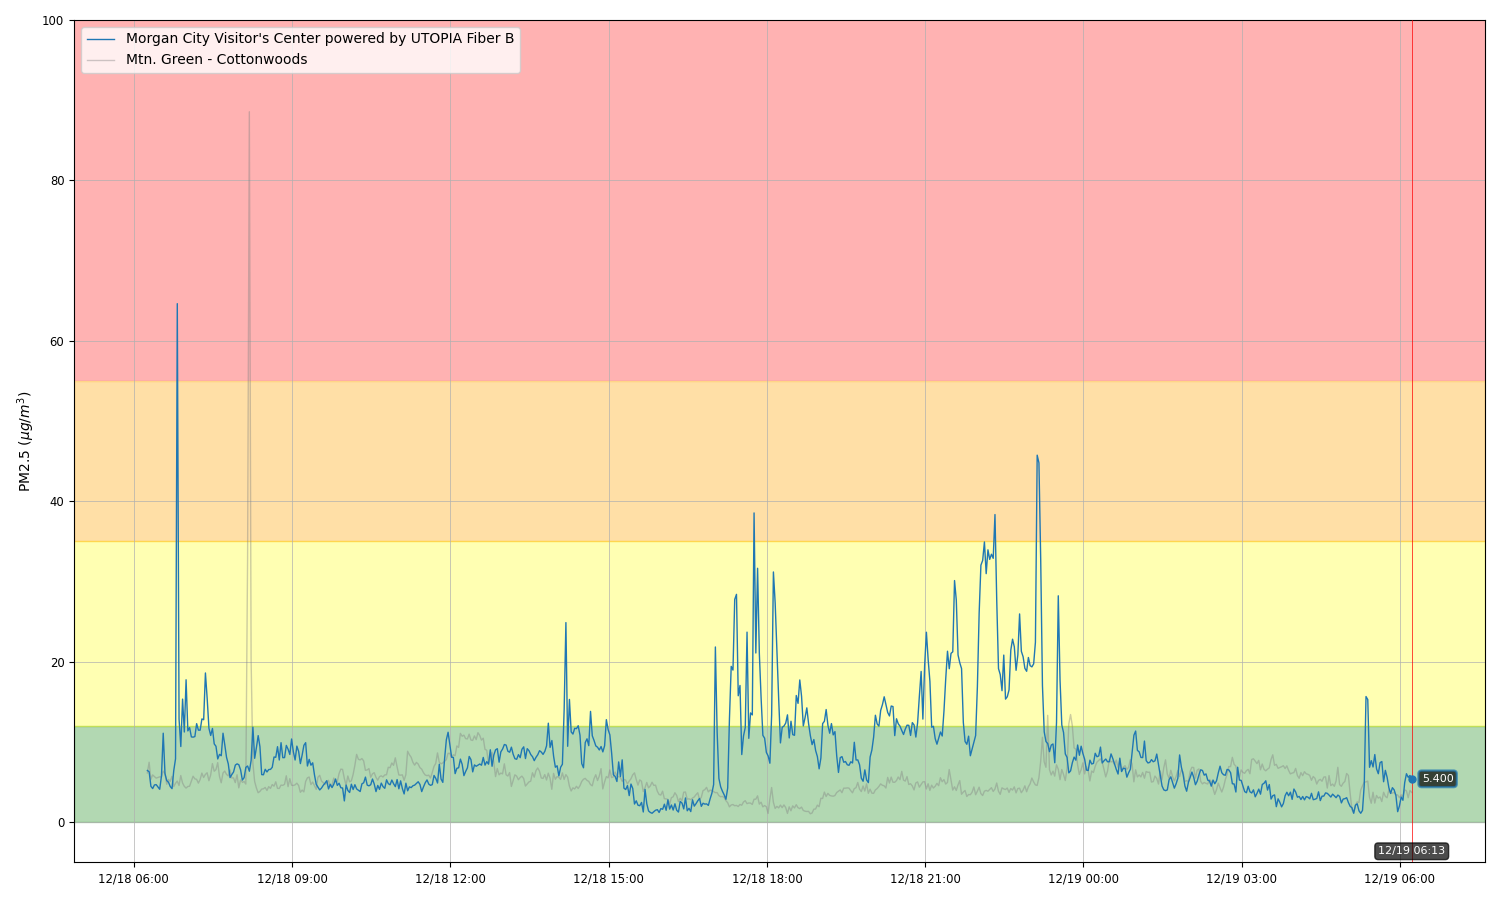 Morgan City Visitor's Center powered by UTOPIA Fiber B
Mtn. Green - Cottonwoods
100
80
60
40
20
0
PM2.5 (μg/m³)
5.400
12/19 06:13
12/18 06:00 12/18 09:00 12/18 12:00 12/18 15:00 12/18 18:00 12/18 21:00 12/19 00:00 12/19 03:00 12/19 06:00